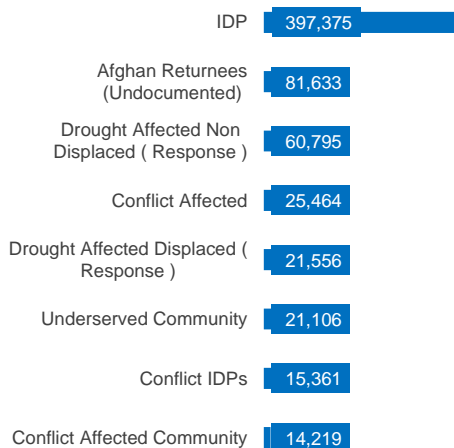 IDP 397,375
Afghan Returnees
(Undocumented) 81,633
Drought Affected Non
Displaced ( Response ) 60,795
Conflict Affected 25,464
Drought Affected Displaced (
Response ) 21,556
Underserved Community 21,106
Conflict IDPs 15,361
Conflict Affected Community 14,219